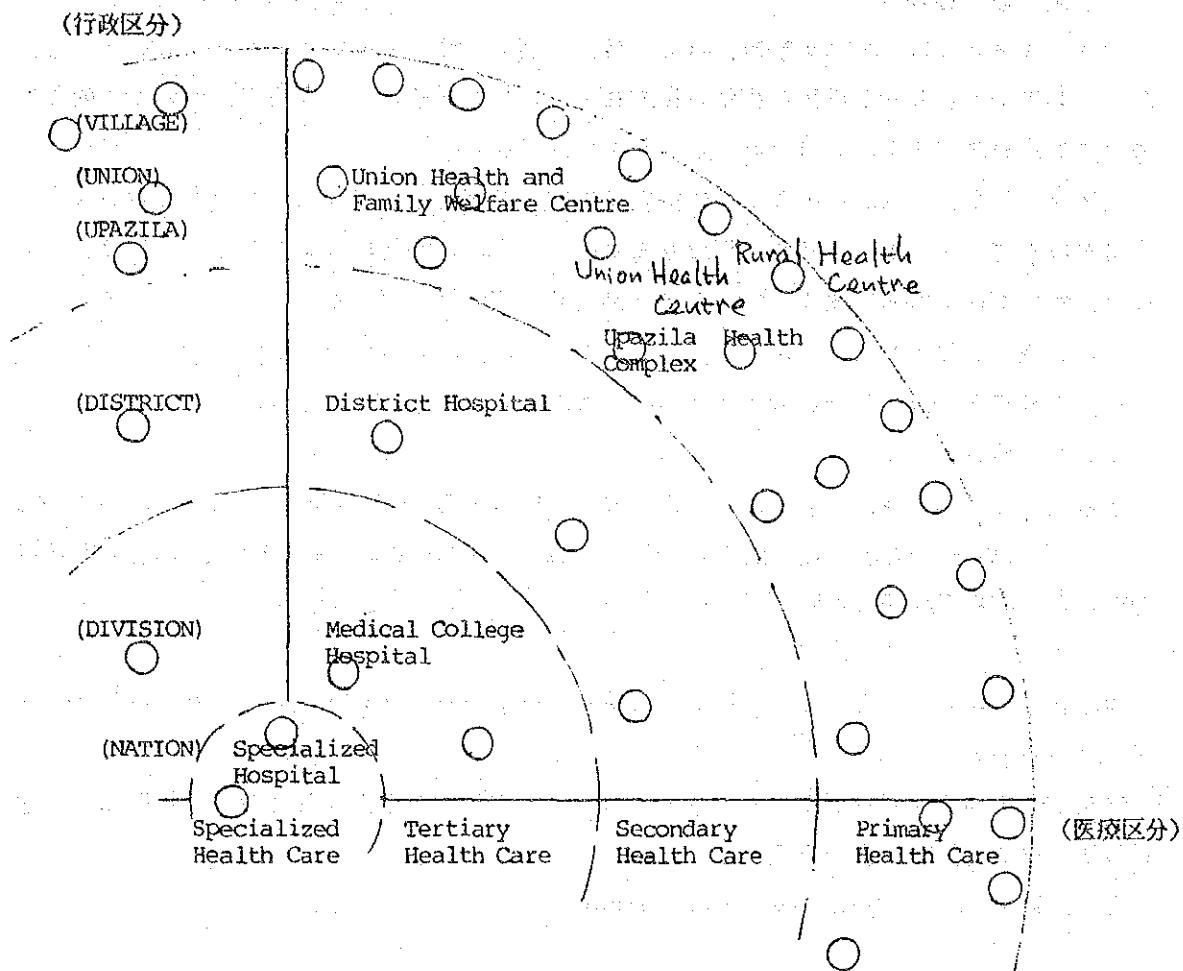 (行政区分)
(VILLAGE)
(UNION)
Union Health and
Family Welfare Centre
(UPAZILA)
Rural Health
Centre
Union Health
Centre
Upazila Health
Complex
(DISTRICT)
District Hospital
(DIVISION)
Medical College
Hospital
(NATION)
Specialized
Hospital
Specialized
Health Care
Tertiary
Health Care
Secondary
Health Care
Primary
Health Care
(医療区分)